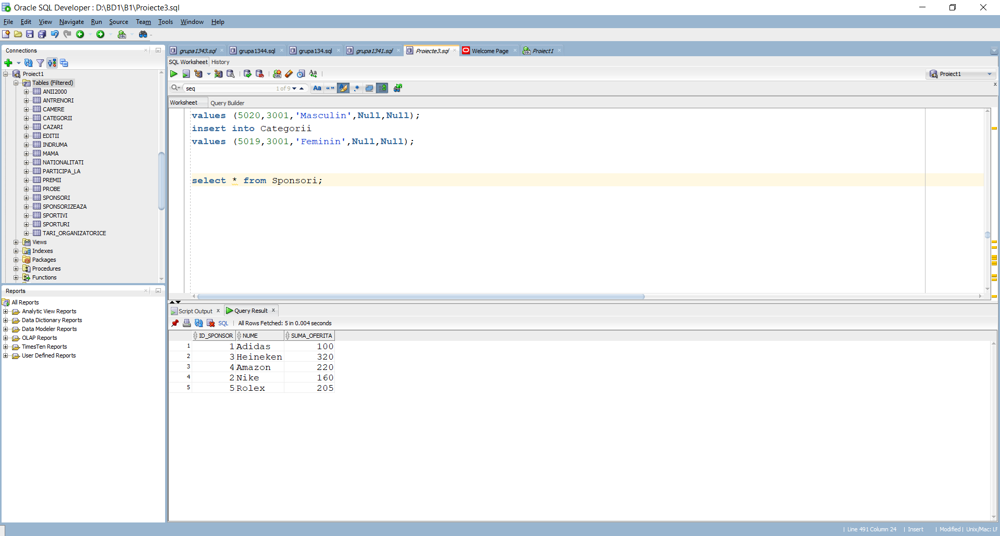 Oracle SQL Developer : D:\BD1\B1\Proiecte3.sql
File Edit View Navigate Run Source Team Tools Window Help
Connections
Proiect1
Tables (Filtered)
ANII2000
ANTRENORI
CAMERE
CATEGORII
CAZARI
EDITII
INDRUMA
MAMA
NATIONALITATI
PARTICIPA_LA
PREMII
PROBE
SPONSORI
SPONSORIZEAZA
SPORTIVI
SPORTURI
TARI_ORGANIZATORICE
Views
Indexes
Packages
Procedures
Functions
Reports
All Reports
Analytic View Reports
Data Dictionary Reports
Data Modeler Reports
OLAP Reports
TimesTen Reports
User Defined Reports
grupa1343.sql grupa1344.sql grupa134.sql grupa1341.sql Proiecte3.sql Welcome Page Proiect1
SQL Worksheet History
Proiect1
seq 1 of 9 Aa
Worksheet Query Builder
values (5020,3001,'Masculin',Null,Null);
insert into Categorii
values (5019,3001,'Feminin',Null,Null);
select * from Sponsori;
Script Output x Query Result x
SQL | All Rows Fetched: 5 in 0.004 seconds
ID_SPONSOR NUME SUMA_OFERITA
1 1 Adidas 100
2 3 Heineken 320
3 4 Amazon 220
4 2 Nike 160
5 5 Rolex 205
| Line 491 Column 24 | Insert | Modified | Unix/Mac: LF